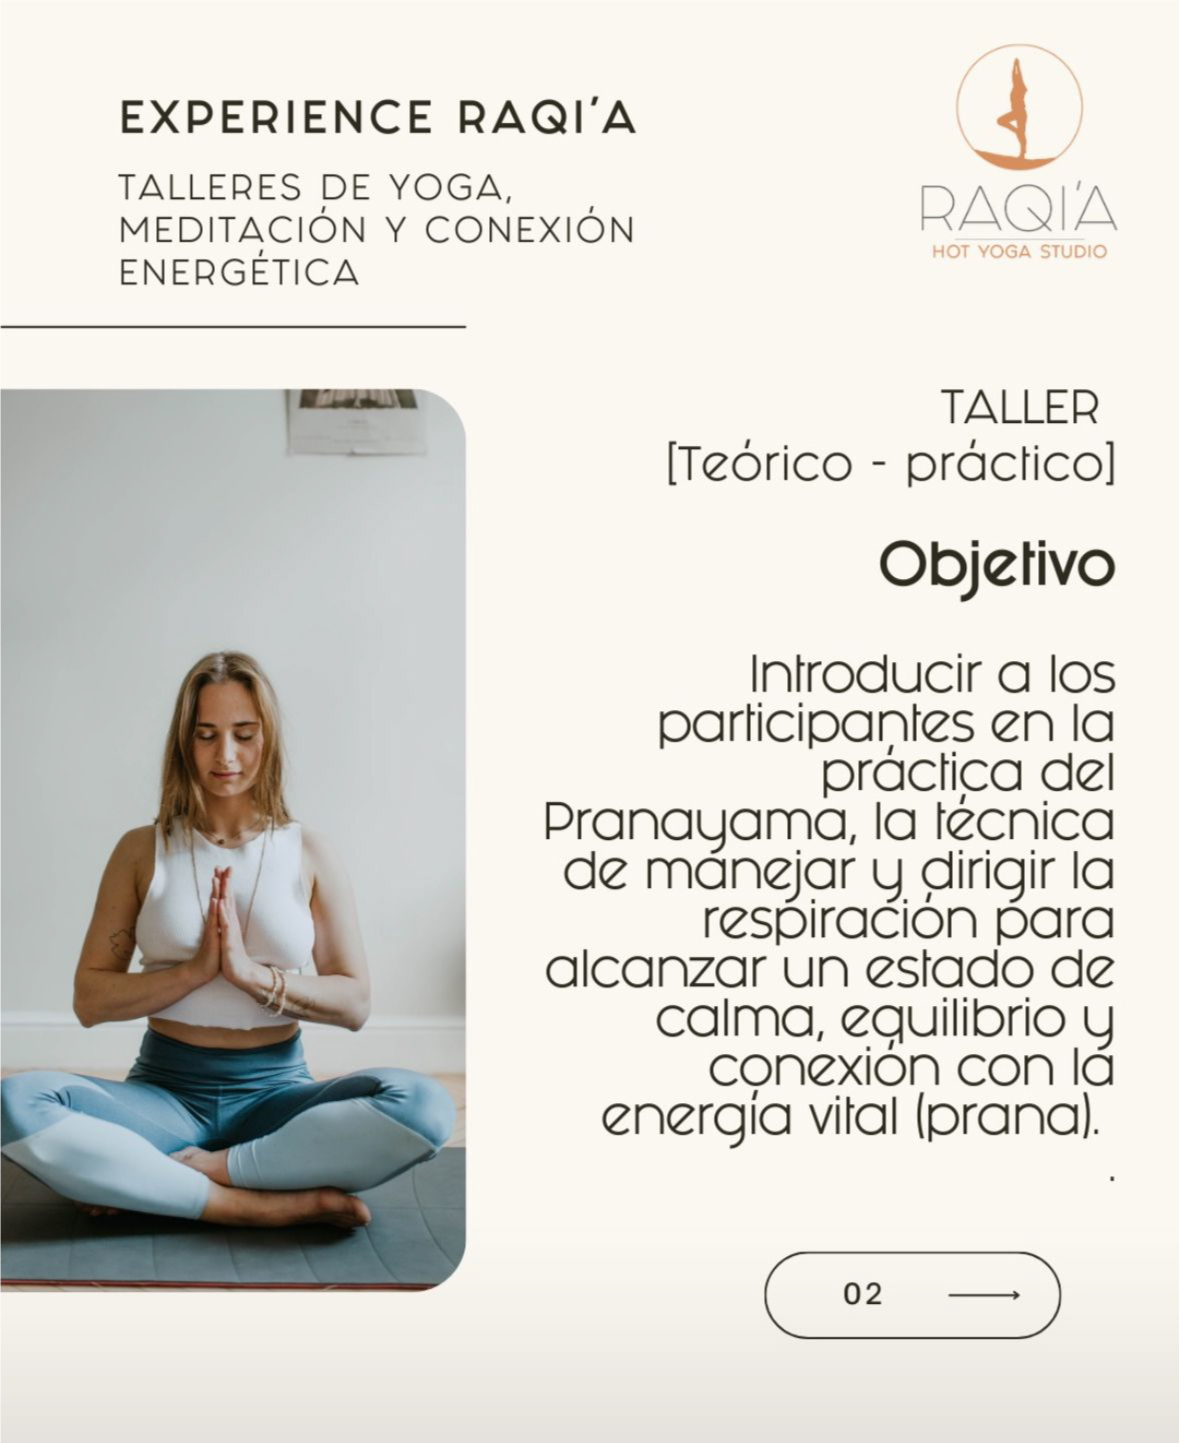 EXPERIENCE RAQI'A
TALLERES DE YOGA,
MEDITACIÓN Y CONEXIÓN
ENERGÉTICA
RAQI'A
HOT YOGA STUDIO
TALLER
[Teórico - práctico]
Objetivo
Introducir a los
participantes en la
práctica del
Pranayama, la técnica
de manejar y dirigir la
respiración para
alcanzar un estado de
calma, equilibrio y
conexión con la
energía vital (prana).
.
02